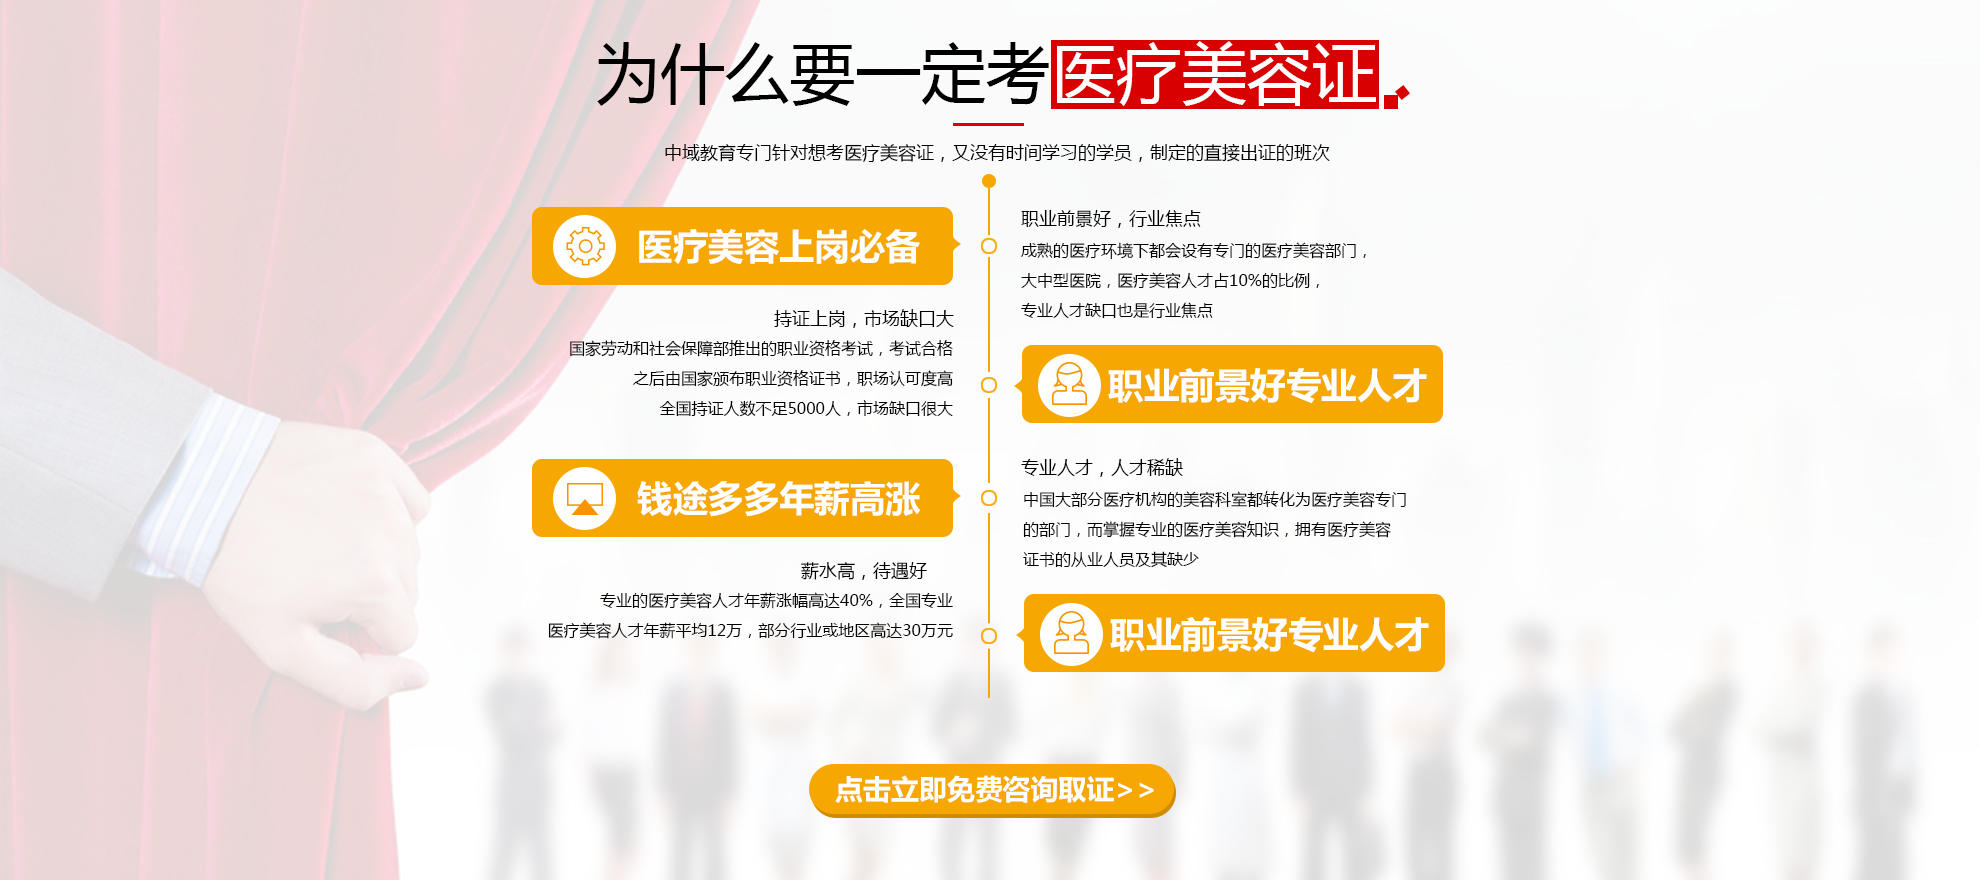 为什么要一定考医疗美容证
中域教育专门针对想考医疗美容证，又没有时间学习的学员，制定的直接出证的班次
医疗美容上岗必备
持证上岗，市场缺口大
国家劳动和社会保障部推出的职业资格考试，考试合格
之后由国家颁布职业资格证书，职场认可度高
全国持证人数不足5000人，市场缺口很大
钱途多多年薪高涨
薪水高，待遇好
专业的医疗美容人才年薪涨幅高达40%，全国专业
医疗美容人才年薪平均12万，部分行业或地区高达30万元
职业前景好，行业焦点
成熟的医疗环境下都会设有专门的医疗美容部门，
大中型医院，医疗美容人才占10%的比例，
专业人才缺口也是行业焦点
职业前景好专业人才
专业人才，人才稀缺
中国大部分医疗机构的美容科室都转化为医疗美容专门
的部门，而掌握专业的医疗美容知识，拥有医疗美容
证书的从业人员及其缺少
职业前景好专业人才
点击立即免费咨询取证>>